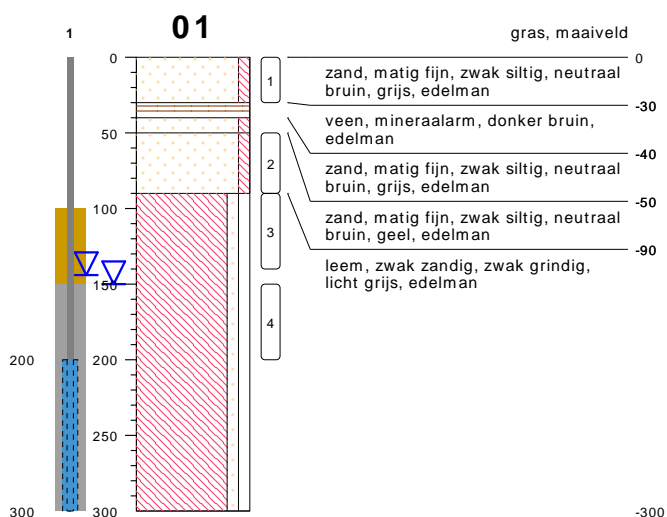 1
01
gras, maaiveld
0
0
zand, matig fijn, zwak siltig, neutraal
bruin, grijs, edelman
1
-30
veen, mineraalarm, donker bruin,
edelman
50
-40
zand, matig fijn, zwak siltig, neutraal
bruin, grijs, edelman
2
-50
zand, matig fijn, zwak siltig, neutraal
bruin, geel, edelman
100
3
-90
leem, zwak zandig, zwak grindig,
licht grijs, edelman
150
4
200
200
250
300
300
-300